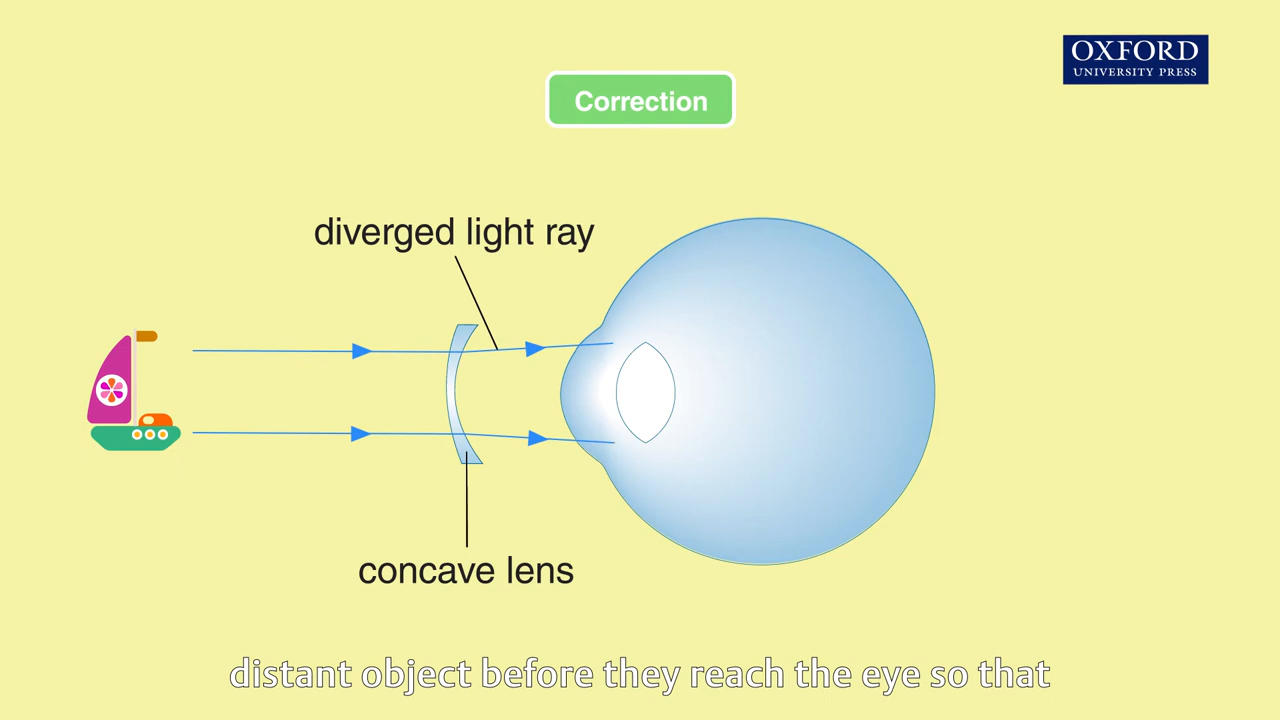 OXFORD
UNIVERSITY PRESS
Correction
diverged light ray
concave lens
distant object before they reach the eye so that